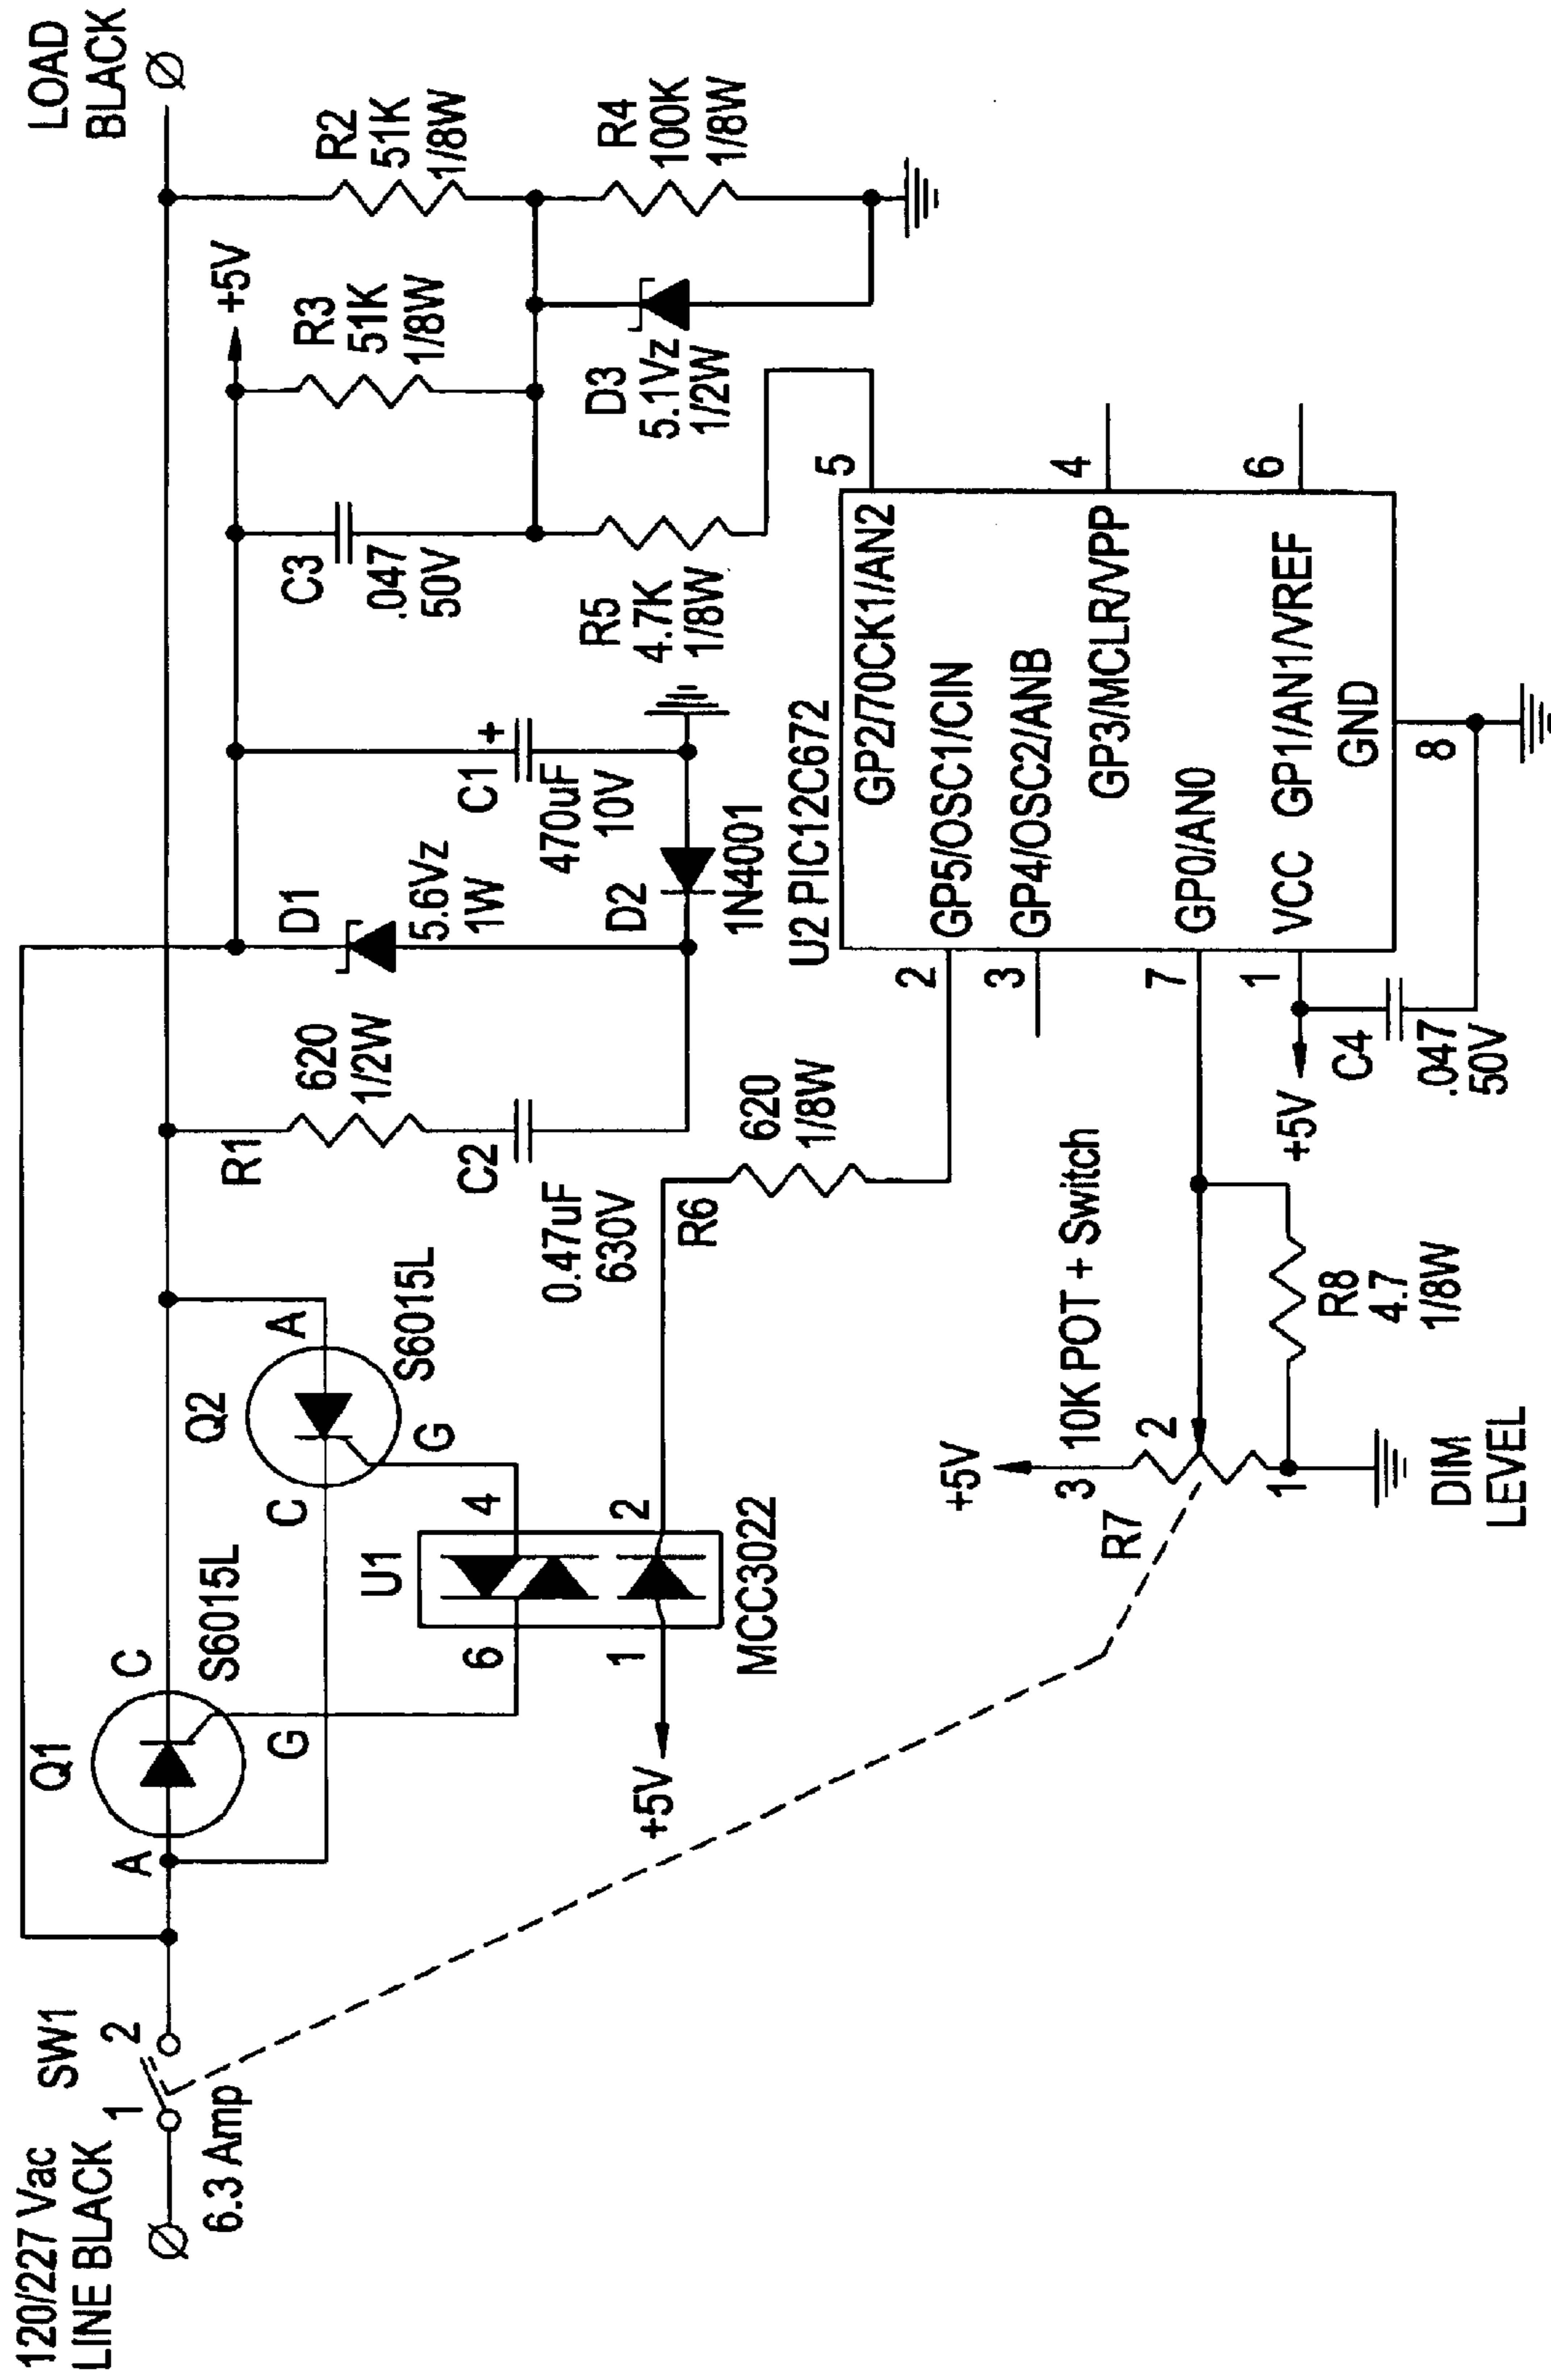 120/227 Vac
LINE BLACK
SW1
1
2
6.3 Amp
Q1
A
C
G
S6015L
Q2
A
C
G
S6015L
U1
6
4
1
2
MCC3022
+5V
R1
620
1/2W
C2
0.47uF
630V
D1
5.6Vz
1W
D2
1N4001
C1
+
470uF
10V
C3
.047
50V
R3
51K
1/8W
+5V
LOAD
BLACK
R2
51K
1/8W
R4
100K
1/8W
D3
5.1Vz
1/2W
R5
4.7K
1/8W
R6
620
1/8W
U2 PIC12C672
GP2/70CK1/AN2
GP5/OSC1/CIN
GP4/OSC2/ANB
GP3/MCLR/VPP
GP0/AN0
VCC GP1/AN1/VREF
GND
5
2
3
4
7
1
6
8
+5V
C4
.047
50V
+5V
3
10K POT + Switch
R7
2
1
R8
4.7
1/8W
DIM
LEVEL